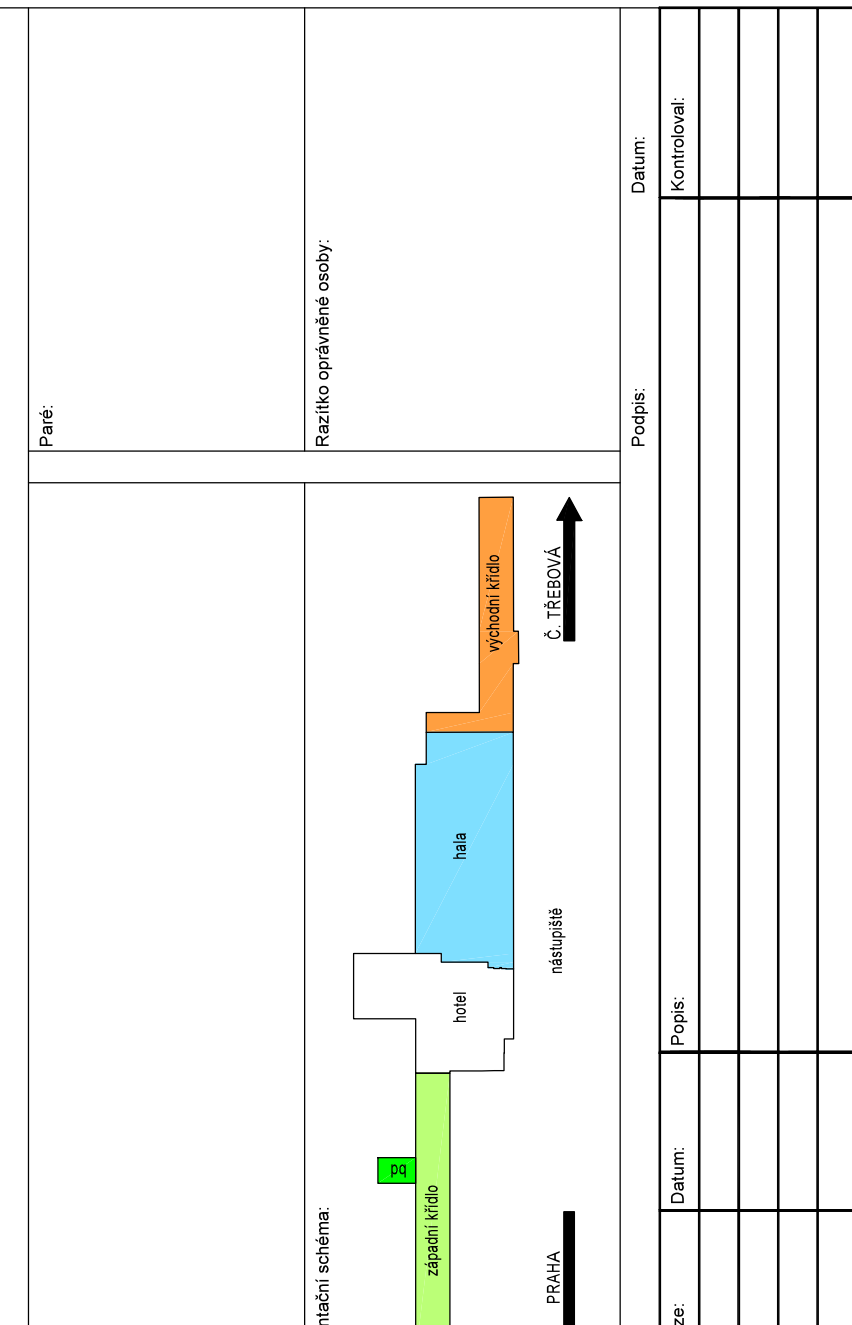 Paré:
ntační schéma:
Razítko oprávněné osoby:
bd
západní křídlo
hotel
hala
východní křídlo
PRAHA
nástupiště
Č. TŘEBOVÁ
Podpis: Datum:
ze: Datum: Popis: Kontroloval: